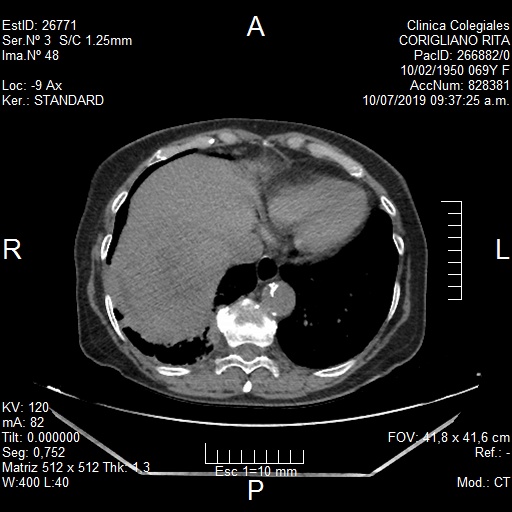 EstID: 26771
Ser.Nº 3 S/C 1.25mm
Ima.Nº 48
Loc: -9 Ax
Ker.: STANDARD
A
Clinica Colegiales
CORIGLIANO RITA
PacID: 266882/0
10/02/1950 069Y F
AccNum: 828381
10/07/2019 09:37:25 a.m.
R
L
KV: 120
mA: 82
Tilt: 0.000000
Seg: 0,752
Matriz 512 x 512 Thk: 1.3
W:400 L:40
Esc 1=10 mm
P
FOV: 41,8 x 41,6 cm
Ref.: -
Mod.: CT